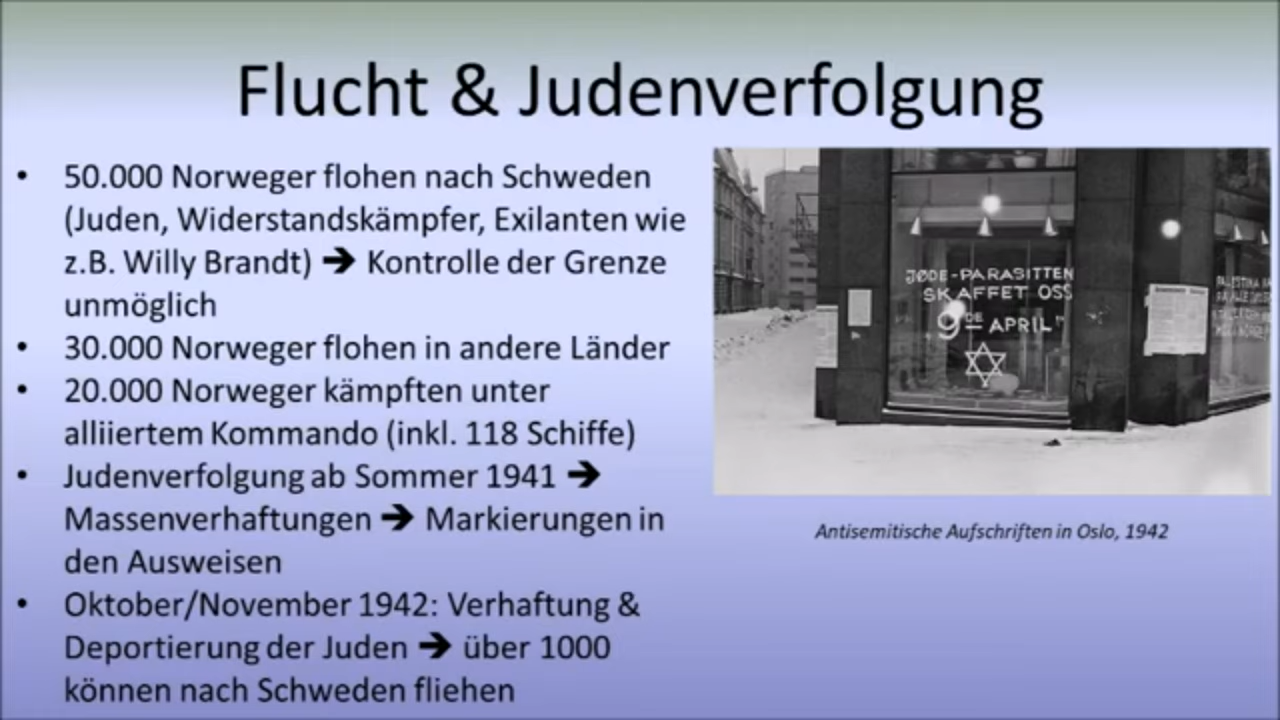 Flucht & Judenverfolgung
• 50.000 Norweger flohen nach Schweden
(Juden, Widerstandskämpfer, Exilanten wie
z.B. Willy Brandt) ➔ Kontrolle der Grenze
unmöglich
• 30.000 Norweger flohen in andere Länder
• 20.000 Norweger kämpften unter
alliiertem Kommando (inkl. 118 Schiffe)
• Judenverfolgung ab Sommer 1941 ➔
Massenverhaftungen ➔ Markierungen in
den Ausweisen
• Oktober/November 1942: Verhaftung &
Deportierung der Juden ➔ über 1000
können nach Schweden fliehen
JØDE-PARASITTEN
SKAFFET OSS
9DE APRIL"
PALESTINA
Antisemitische Aufschriften in Oslo, 1942